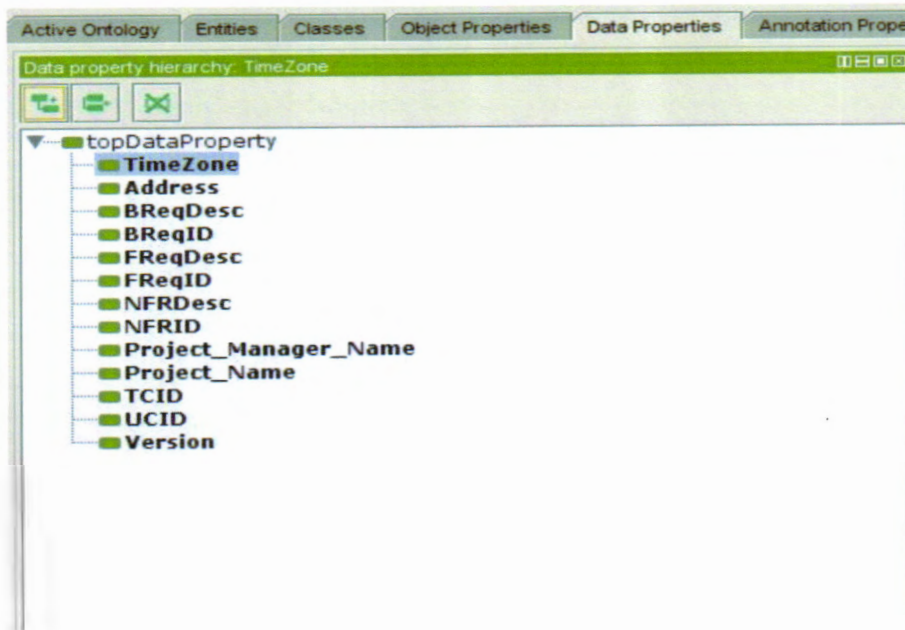 Active Ontology Entities Classes Object Properties Data Properties Annotation Prope
Data property hierarchy: TimeZone
topDataProperty
TimeZone
Address
BReqDesc
BReqID
FReqDesc
FReqID
NFRDesc
NFRID
Project_Manager_Name
Project_Name
TCID
UCID
Version